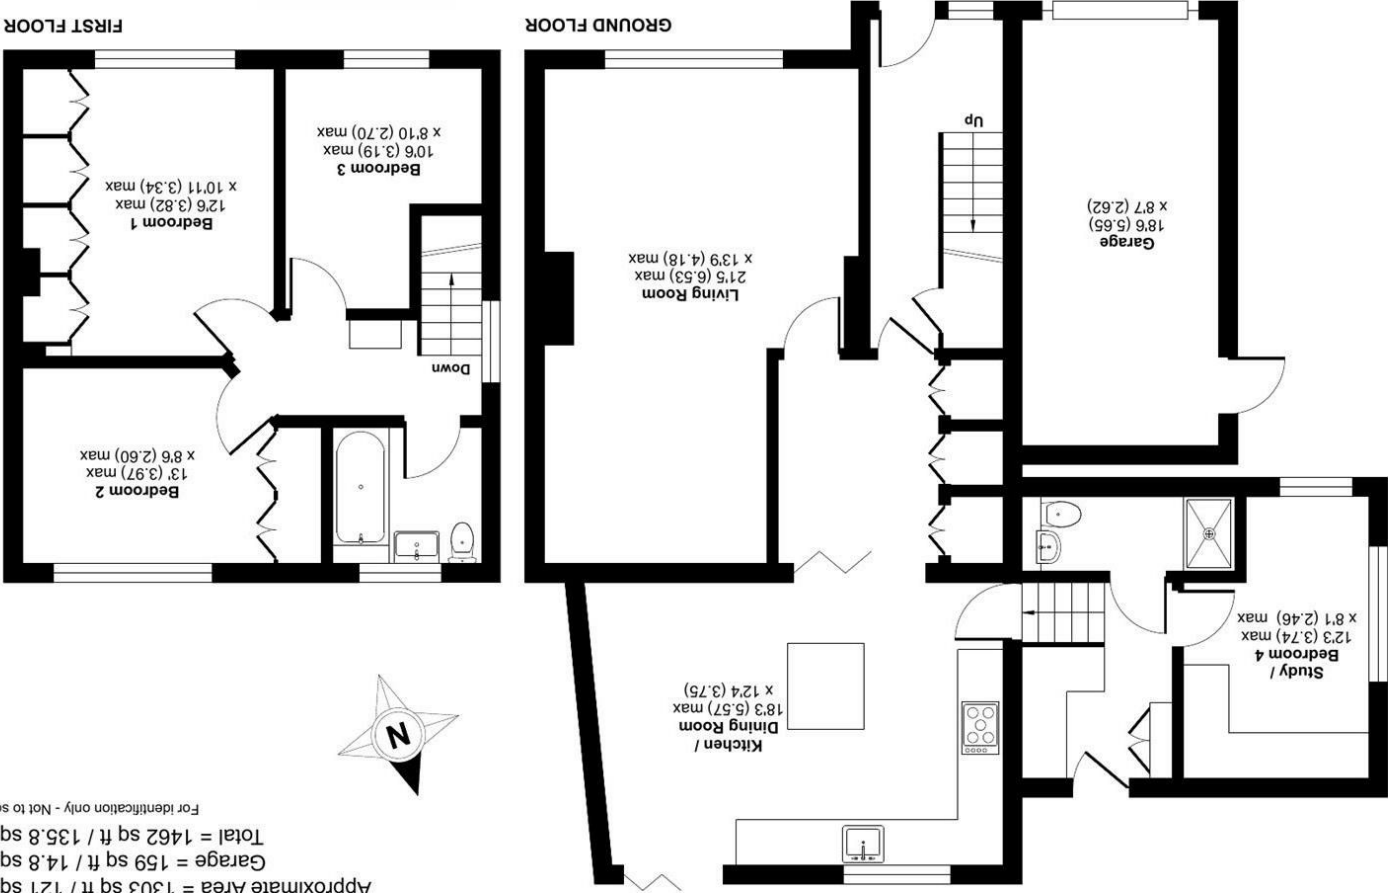 Approximate Area = 1303 sq ft / 121 sq
Garage = 159 sq ft / 14.8 sq
Total = 1462 sq ft / 135.8 sq
For identification only - Not to sc
N
Kitchen /
Dining Room
18'3 (5.57) max
x 12'4 (3.75)
Study /
Bedroom 4
12'3 (3.74) max
x 8'1 (2.46) max
Garage
18'6 (5.65)
x 8'7 (2.62)
Living Room
21'5 (6.53) max
x 13'9 (4.18) max
Up
GROUND FLOOR
Bedroom 2
13' (3.97) max
x 8'6 (2.60) max
Down
Bedroom 1
12'6 (3.82) max
x 10'11 (3.34) max
Bedroom 3
10'6 (3.19) max
x 8'10 (2.70) max
FIRST FLOOR